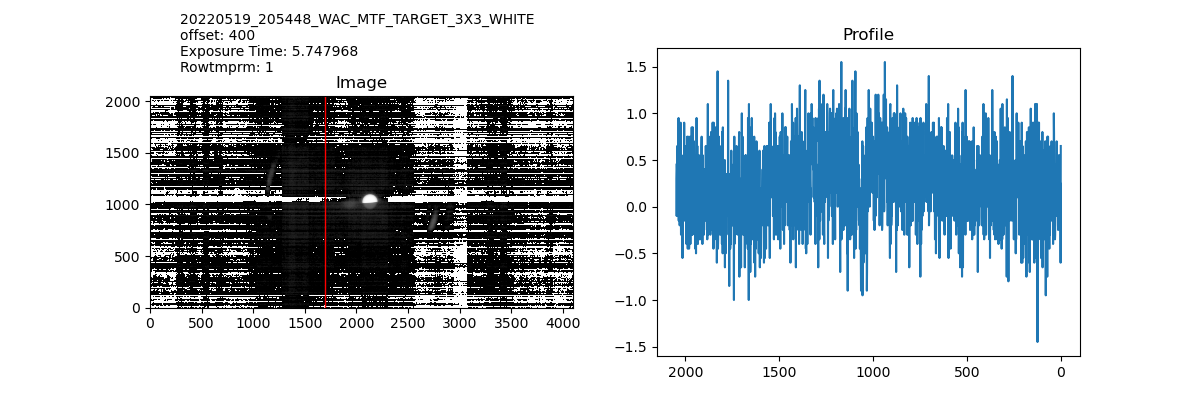 20220519_205448_WAC_MTF_TARGET_3X3_WHITE
offset: 400
Exposure Time: 5.747968
Rowtmprm: 1
Image
2000
1500
1000
500
0
0 500 1000 1500 2000 2500 3000 3500 4000
Profile
1.5
1.0
0.5
0.0
−0.5
−1.0
−1.5
2000 1500 1000 500 0